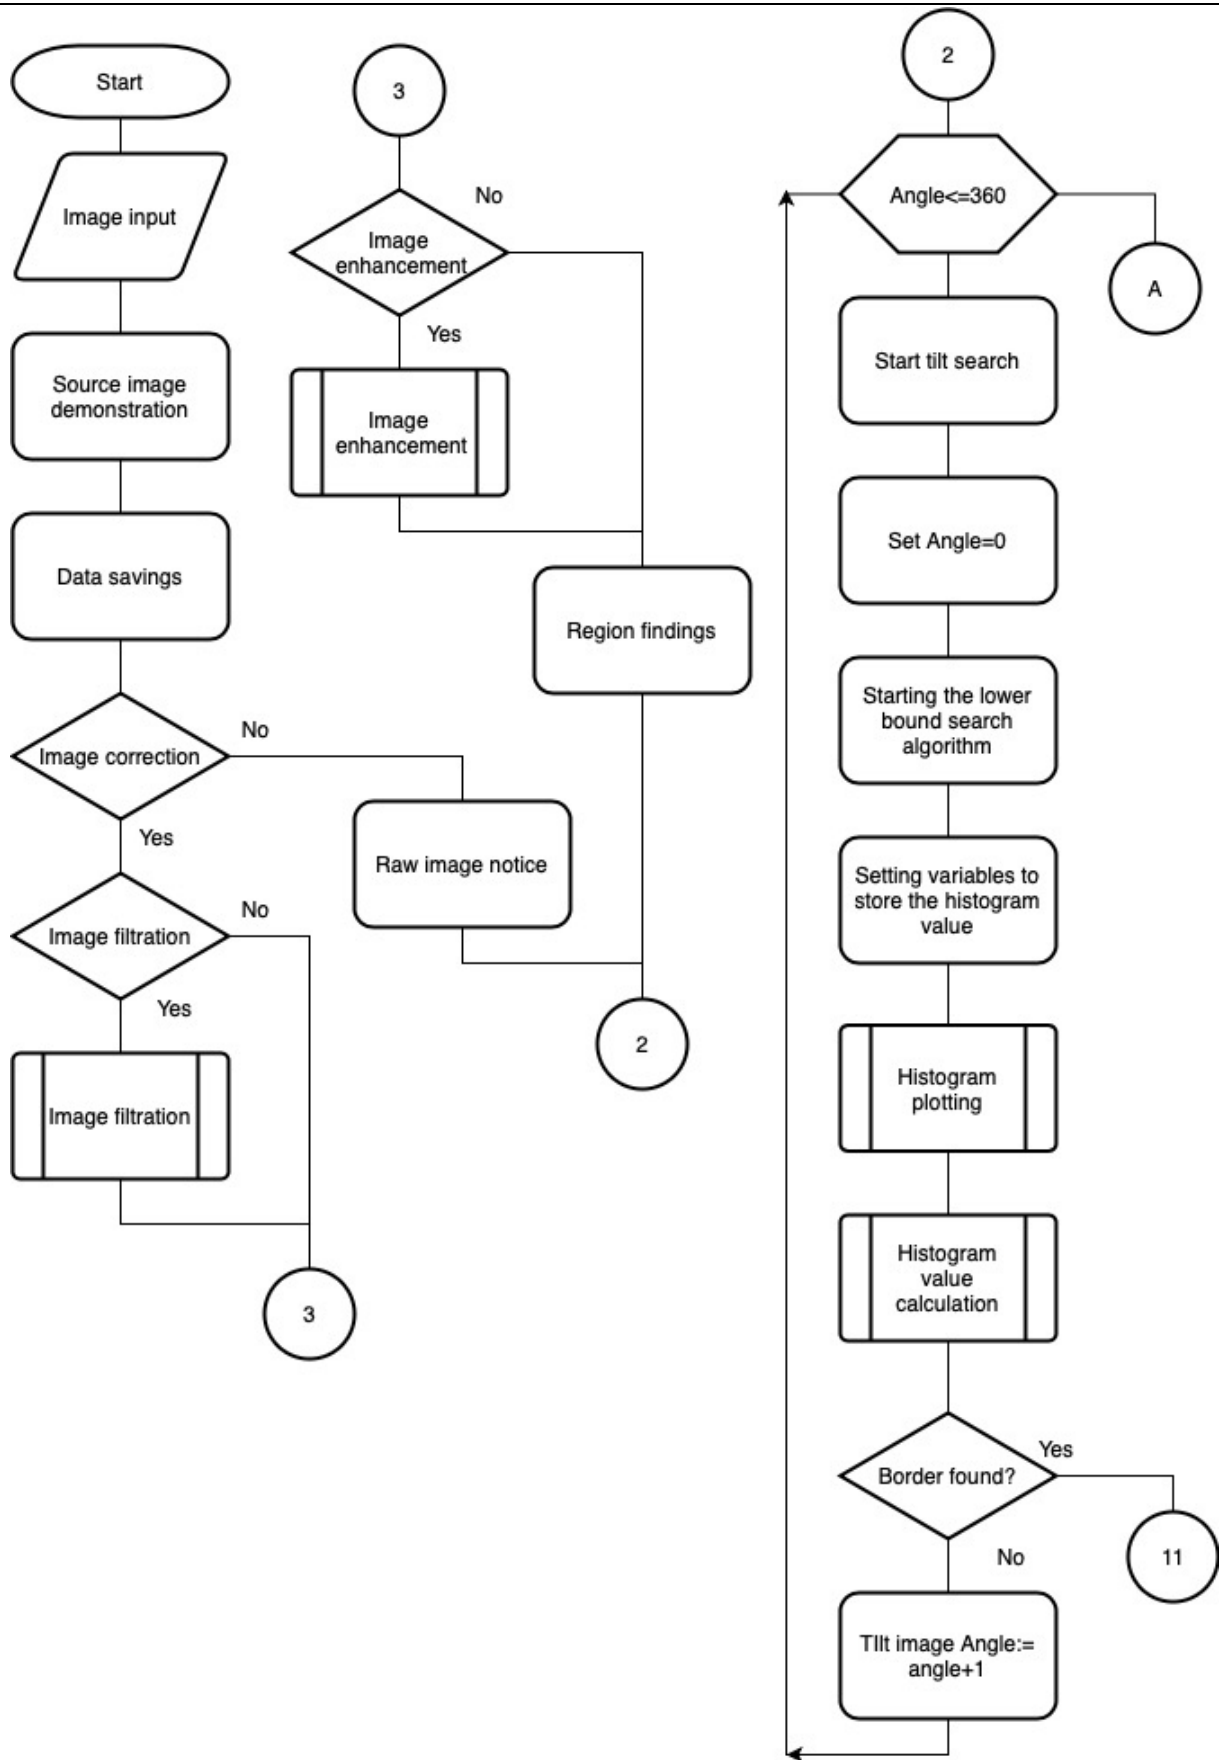 Start
Image input
Source image
demonstration
Data savings
Image correction
No
Yes
Raw image notice
Image filtration
No
Yes
Image filtration
3
3
Image
enhancement
No
Yes
Image
enhancement
Region findings
2
2
Angle<=360
A
Start tilt search
Set Angle=0
Starting the lower
bound search
algorithm
Setting variables to
store the histogram
value
Histogram
plotting
Histogram
value
calculation
Border found?
Yes
11
No
TIlt image Angle:=
angle+1